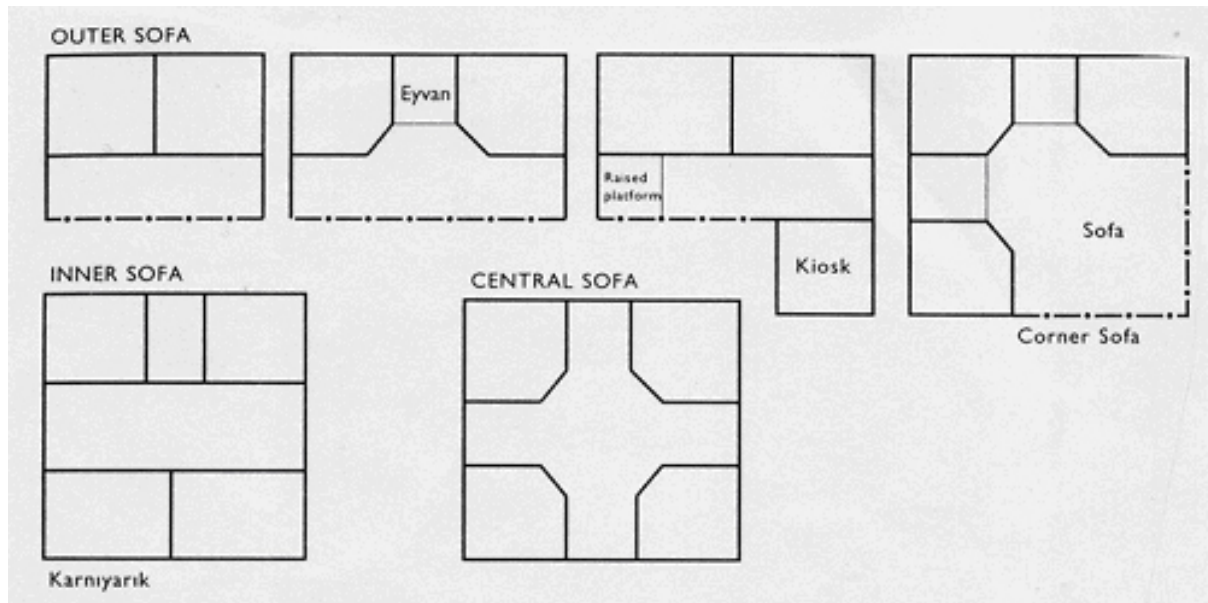 OUTER SOFA
Eyvan
Raised
platform
Kiosk
Sofa
Corner Sofa
INNER SOFA
CENTRAL SOFA
Karnıyarık